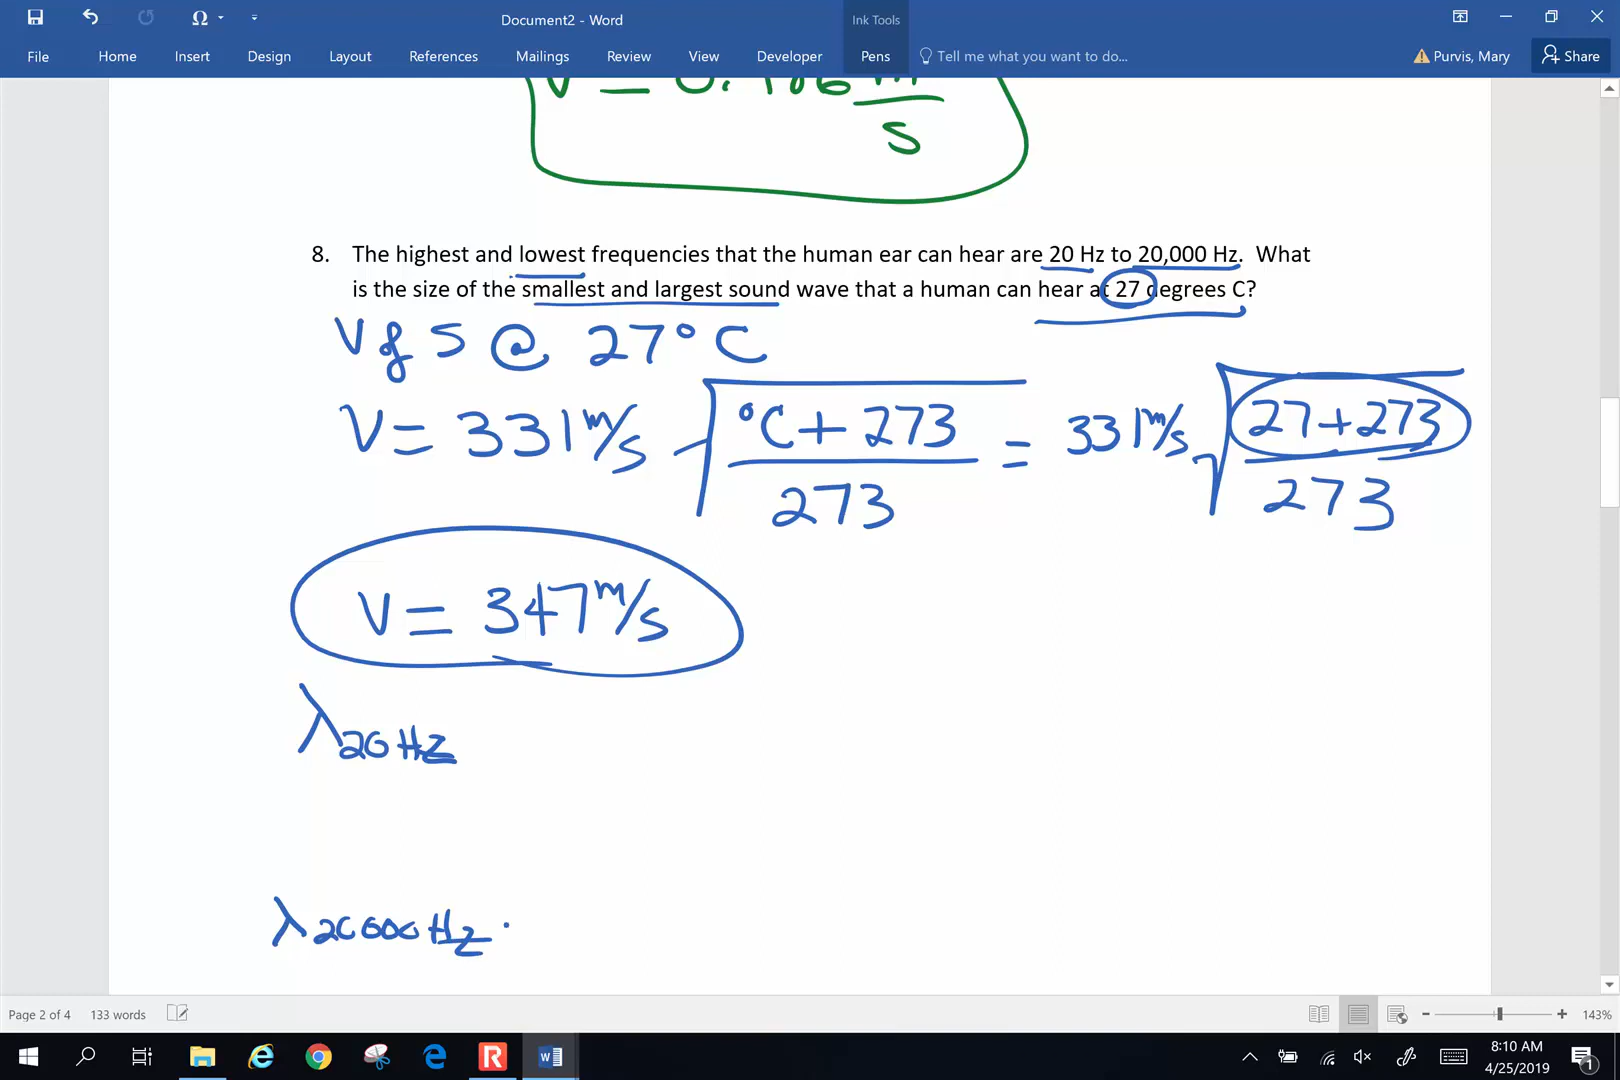 Document2 - Word
Ink Tools
File Home Insert Design Layout References Mailings Review View Developer Pens Tell me what you want to do... Purvis, Mary Share
s
8. The highest and lowest frequencies that the human ear can hear are 20 Hz to 20,000 Hz. What
is the size of the smallest and largest sound wave that a human can hear at 27 degrees C?
V of S @ 27°C
V = 331 m/s √ °C + 273 / 273 = 331 m/s √ 27 + 273 / 273
V = 347 m/s
λ 20 Hz
λ 20000 Hz
Page 2 of 4 133 words 143%
8:10 AM
4/25/2019
1